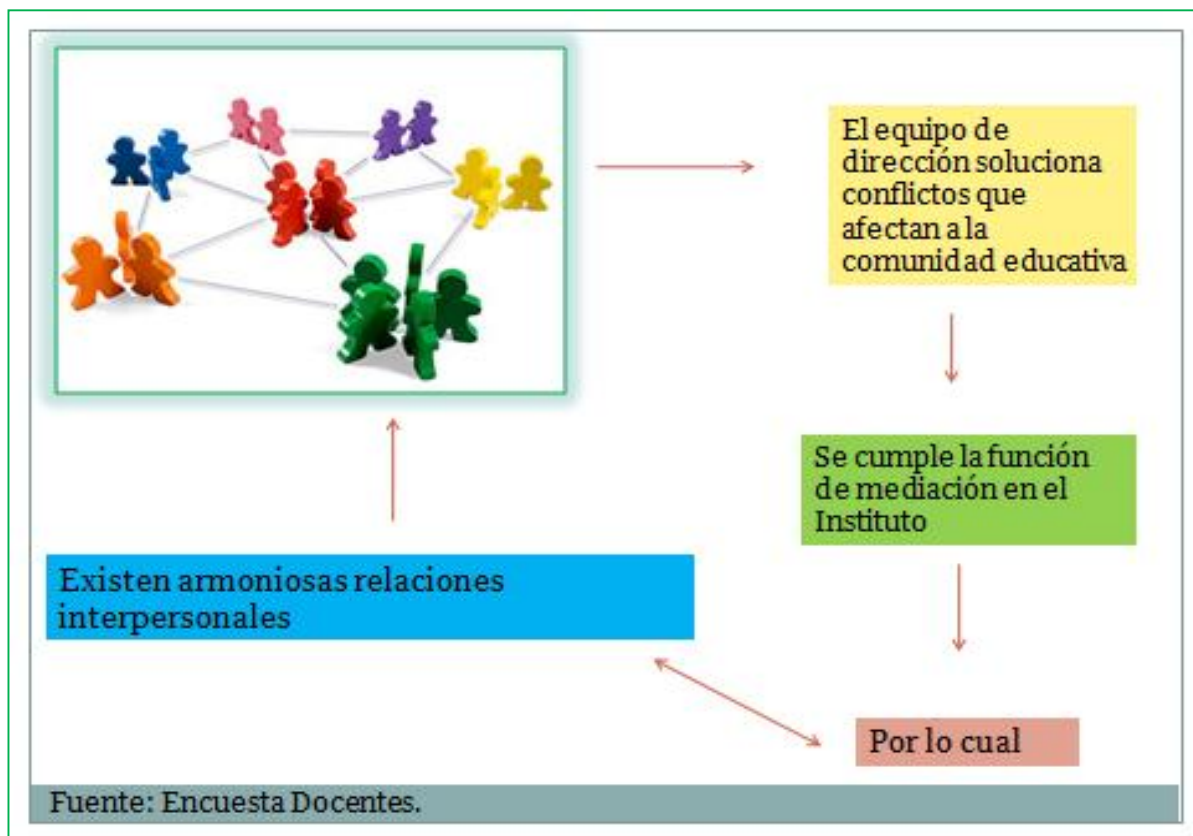 El equipo de
dirección soluciona
conflictos que
afectan a la
comunidad educativa
Se cumple la función
de mediación en el
Instituto
Por lo cual
Existen armoniosas relaciones
interpersonales
Fuente: Encuesta Docentes.